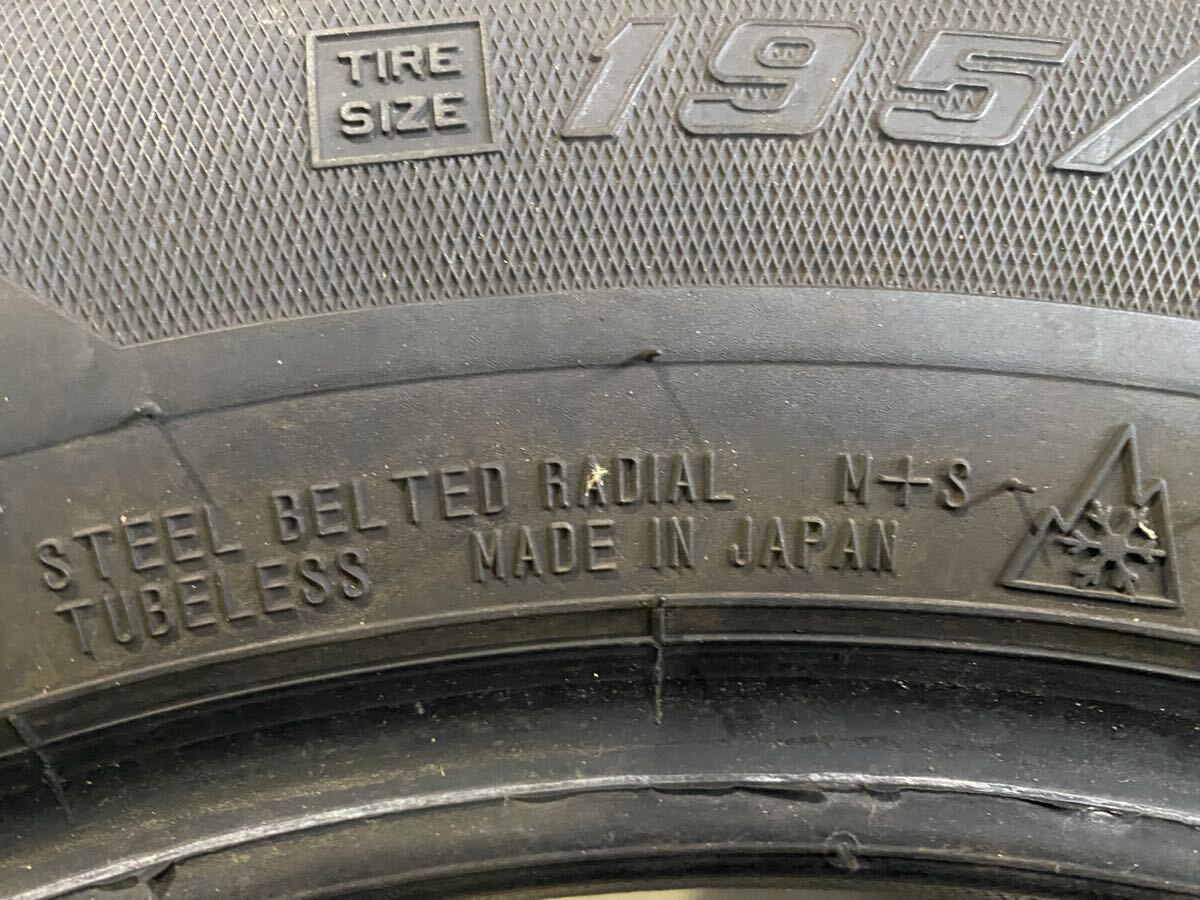 TIRE
SIZE
195/
STEEL BELTED RADIAL M+S
TUBELESS MADE IN JAPAN